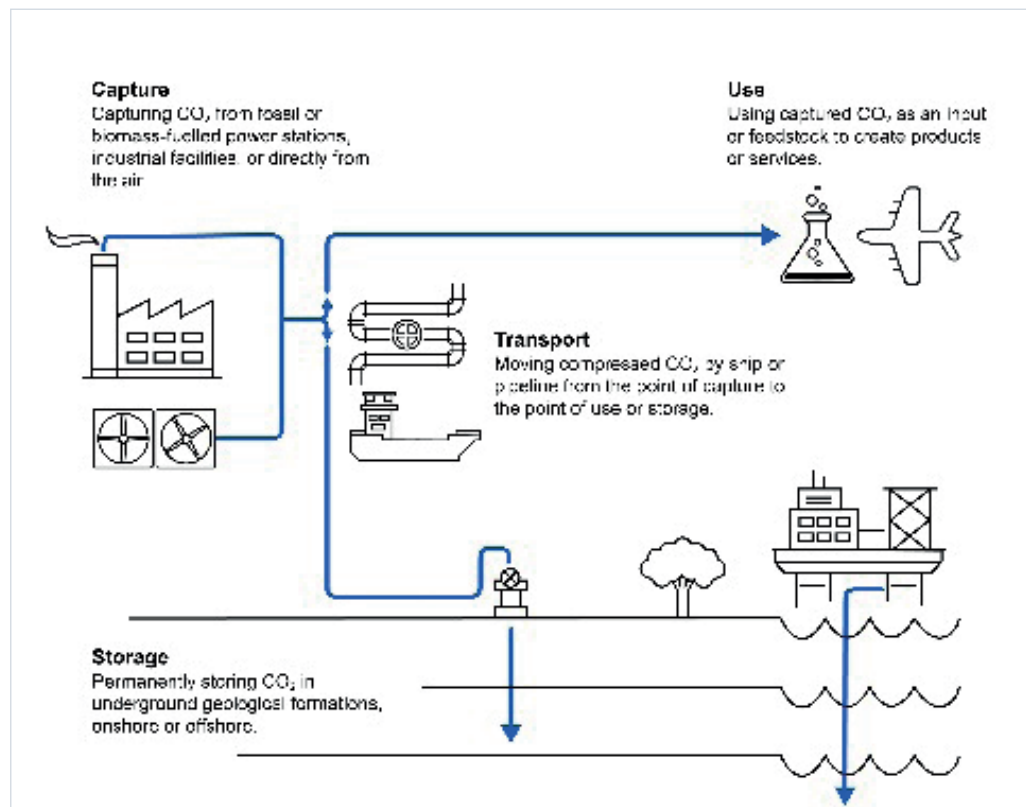 Capture
Capturing CO₂ from fossil or
biomass-fuelled power stations,
industrial facilities, or directly from
the air
Use
Using captured CO₂ as an input
or feedstock to create products
or services.
Transport
Moving compressed CO₂ by ship or
pipeline from the point of capture to
the point of use or storage.
Storage
Permanently storing CO₂ in
underground geological formations,
onshore or offshore.